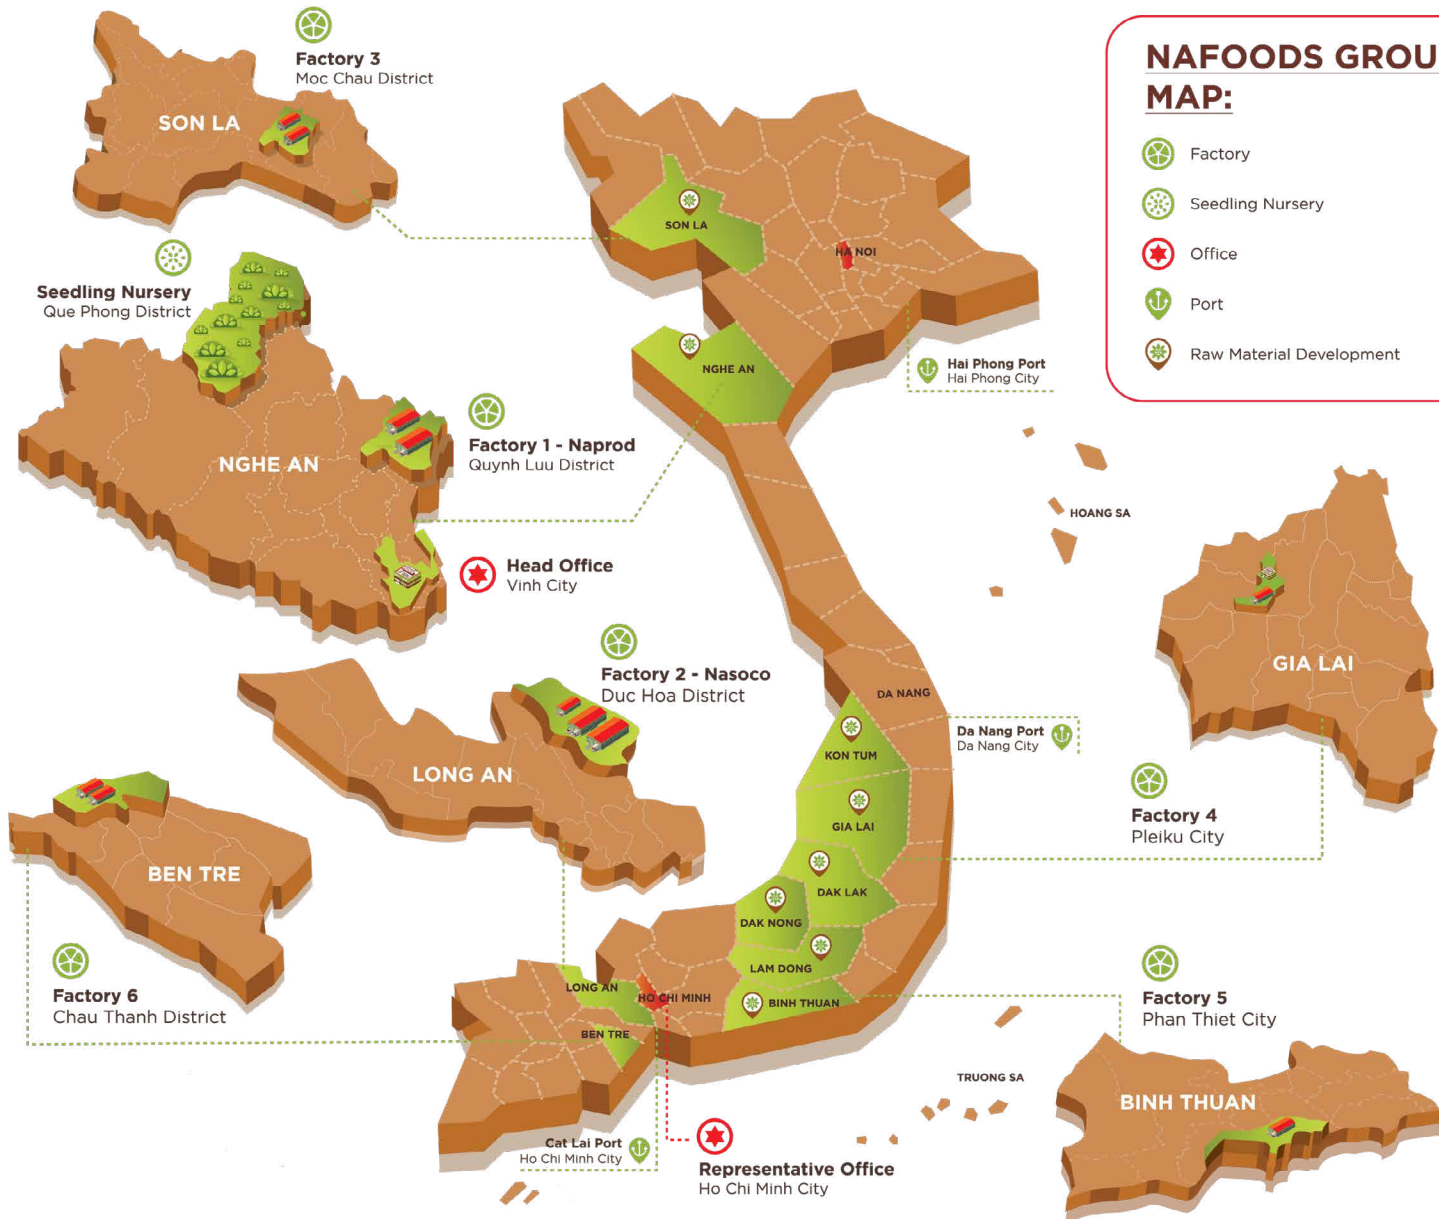 Factory 3
Moc Chau District
SON LA
NAFOODS GROU
MAP:
Factory
Seedling Nursery
Office
Port
Raw Material Development
SON LA
HA NOI
Seedling Nursery
Que Phong District
NGHE AN
Hai Phong Port
Hai Phong City
Factory 1 - Naprod
Quynh Luu District
NGHE AN
HOANG SA
Head Office
Vinh City
GIA LAI
Factory 2 - Nasoco
Duc Hoa District
DA NANG
Da Nang Port
Da Nang City
KON TUM
LONG AN
Factory 4
Pleiku City
GIA LAI
BEN TRE
DAK LAK
DAK NONG
LAM DONG
LONG AN
HO CHI MINH
BINH THUAN
BEN TRE
Factory 6
Chau Thanh District
Factory 5
Phan Thiet City
TRUONG SA
BINH THUAN
Cat Lai Port
Ho Chi Minh City
Representative Office
Ho Chi Minh City